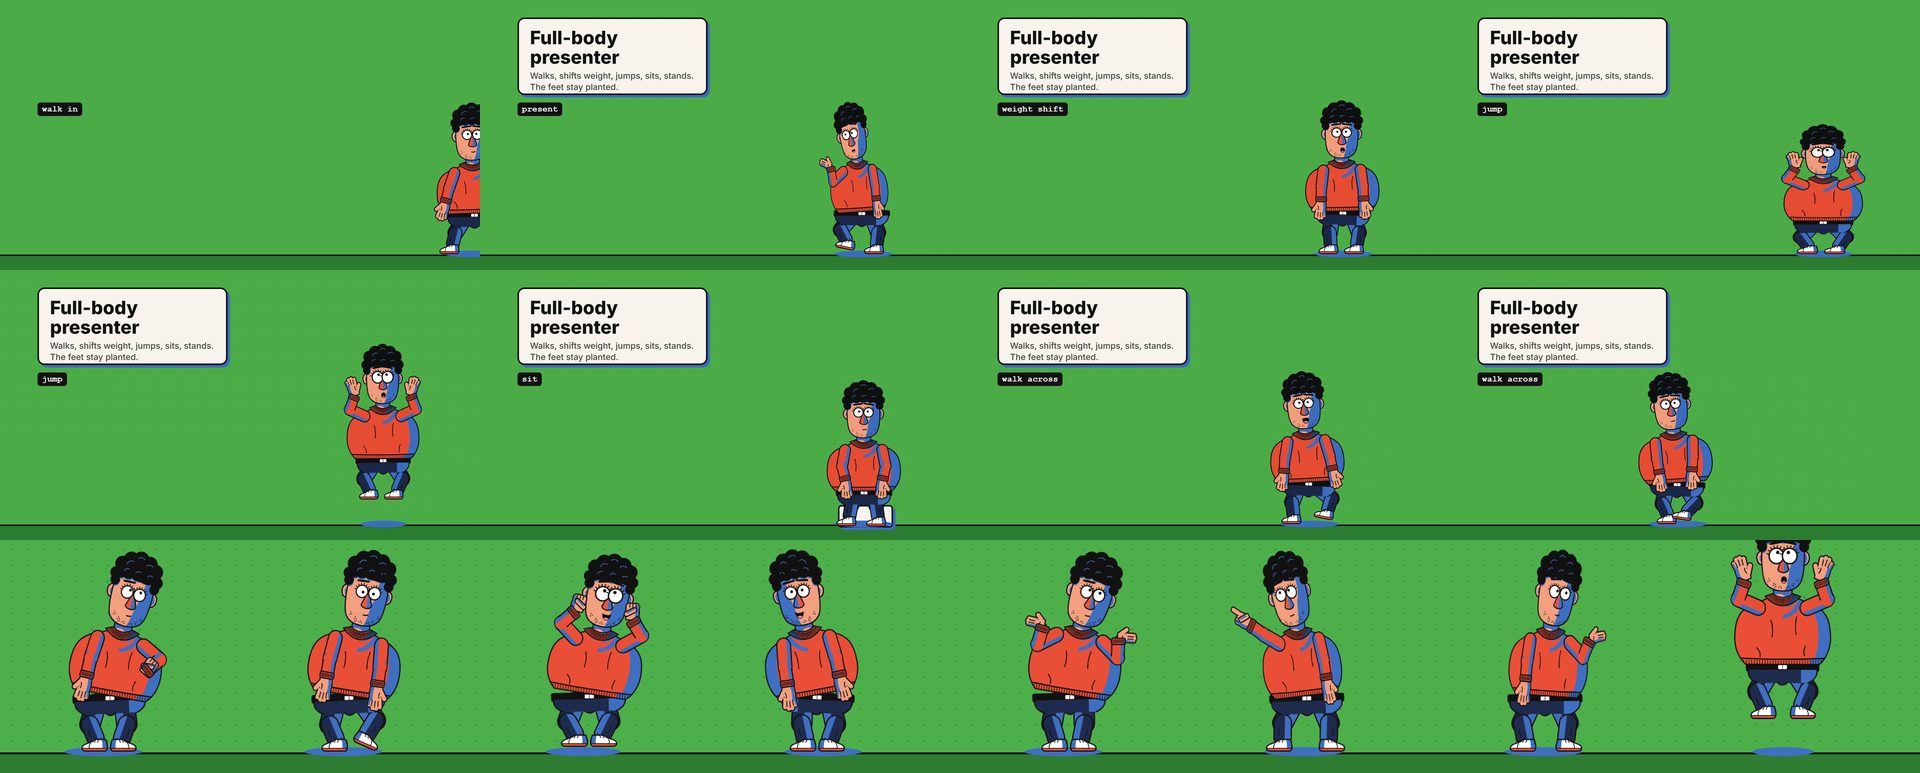 walk in
Full-body
presenter
Walks, shifts weight, jumps, sits, stands.
The feet stay planted.
present
Full-body
presenter
Walks, shifts weight, jumps, sits, stands.
The feet stay planted.
weight shift
Full-body
presenter
Walks, shifts weight, jumps, sits, stands.
The feet stay planted.
jump
Full-body
presenter
Walks, shifts weight, jumps, sits, stands.
The feet stay planted.
jump
Full-body
presenter
Walks, shifts weight, jumps, sits, stands.
The feet stay planted.
sit
Full-body
presenter
Walks, shifts weight, jumps, sits, stands.
The feet stay planted.
walk across
Full-body
presenter
Walks, shifts weight, jumps, sits, stands.
The feet stay planted.
walk across